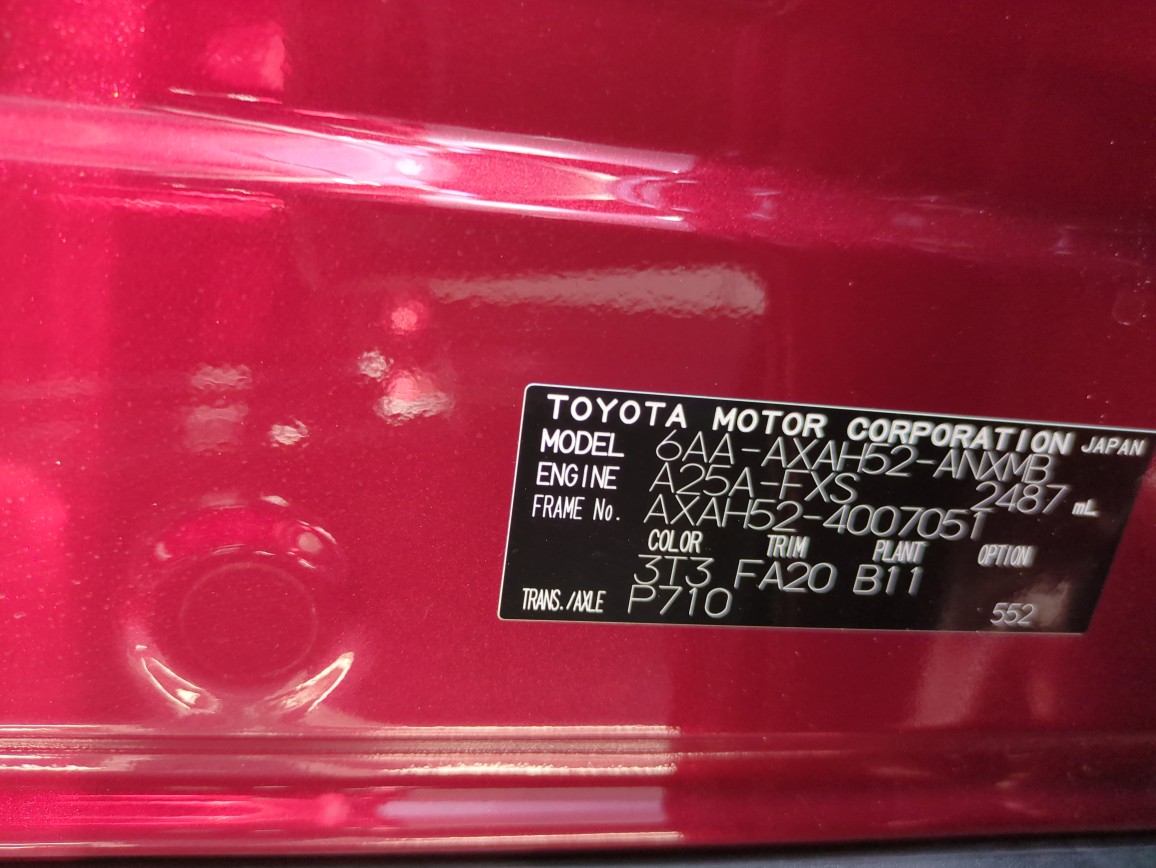 TOYOTA MOTOR CORPORATION JAPAN
MODEL 6AA-AXAH52-ANXMB
ENGINE A25A-FXS 2487 mL
FRAME No. AXAH52-4007051
COLOR TRIM PLANT OPTION
3T3 FA20 B11
TRANS./AXLE P710 552